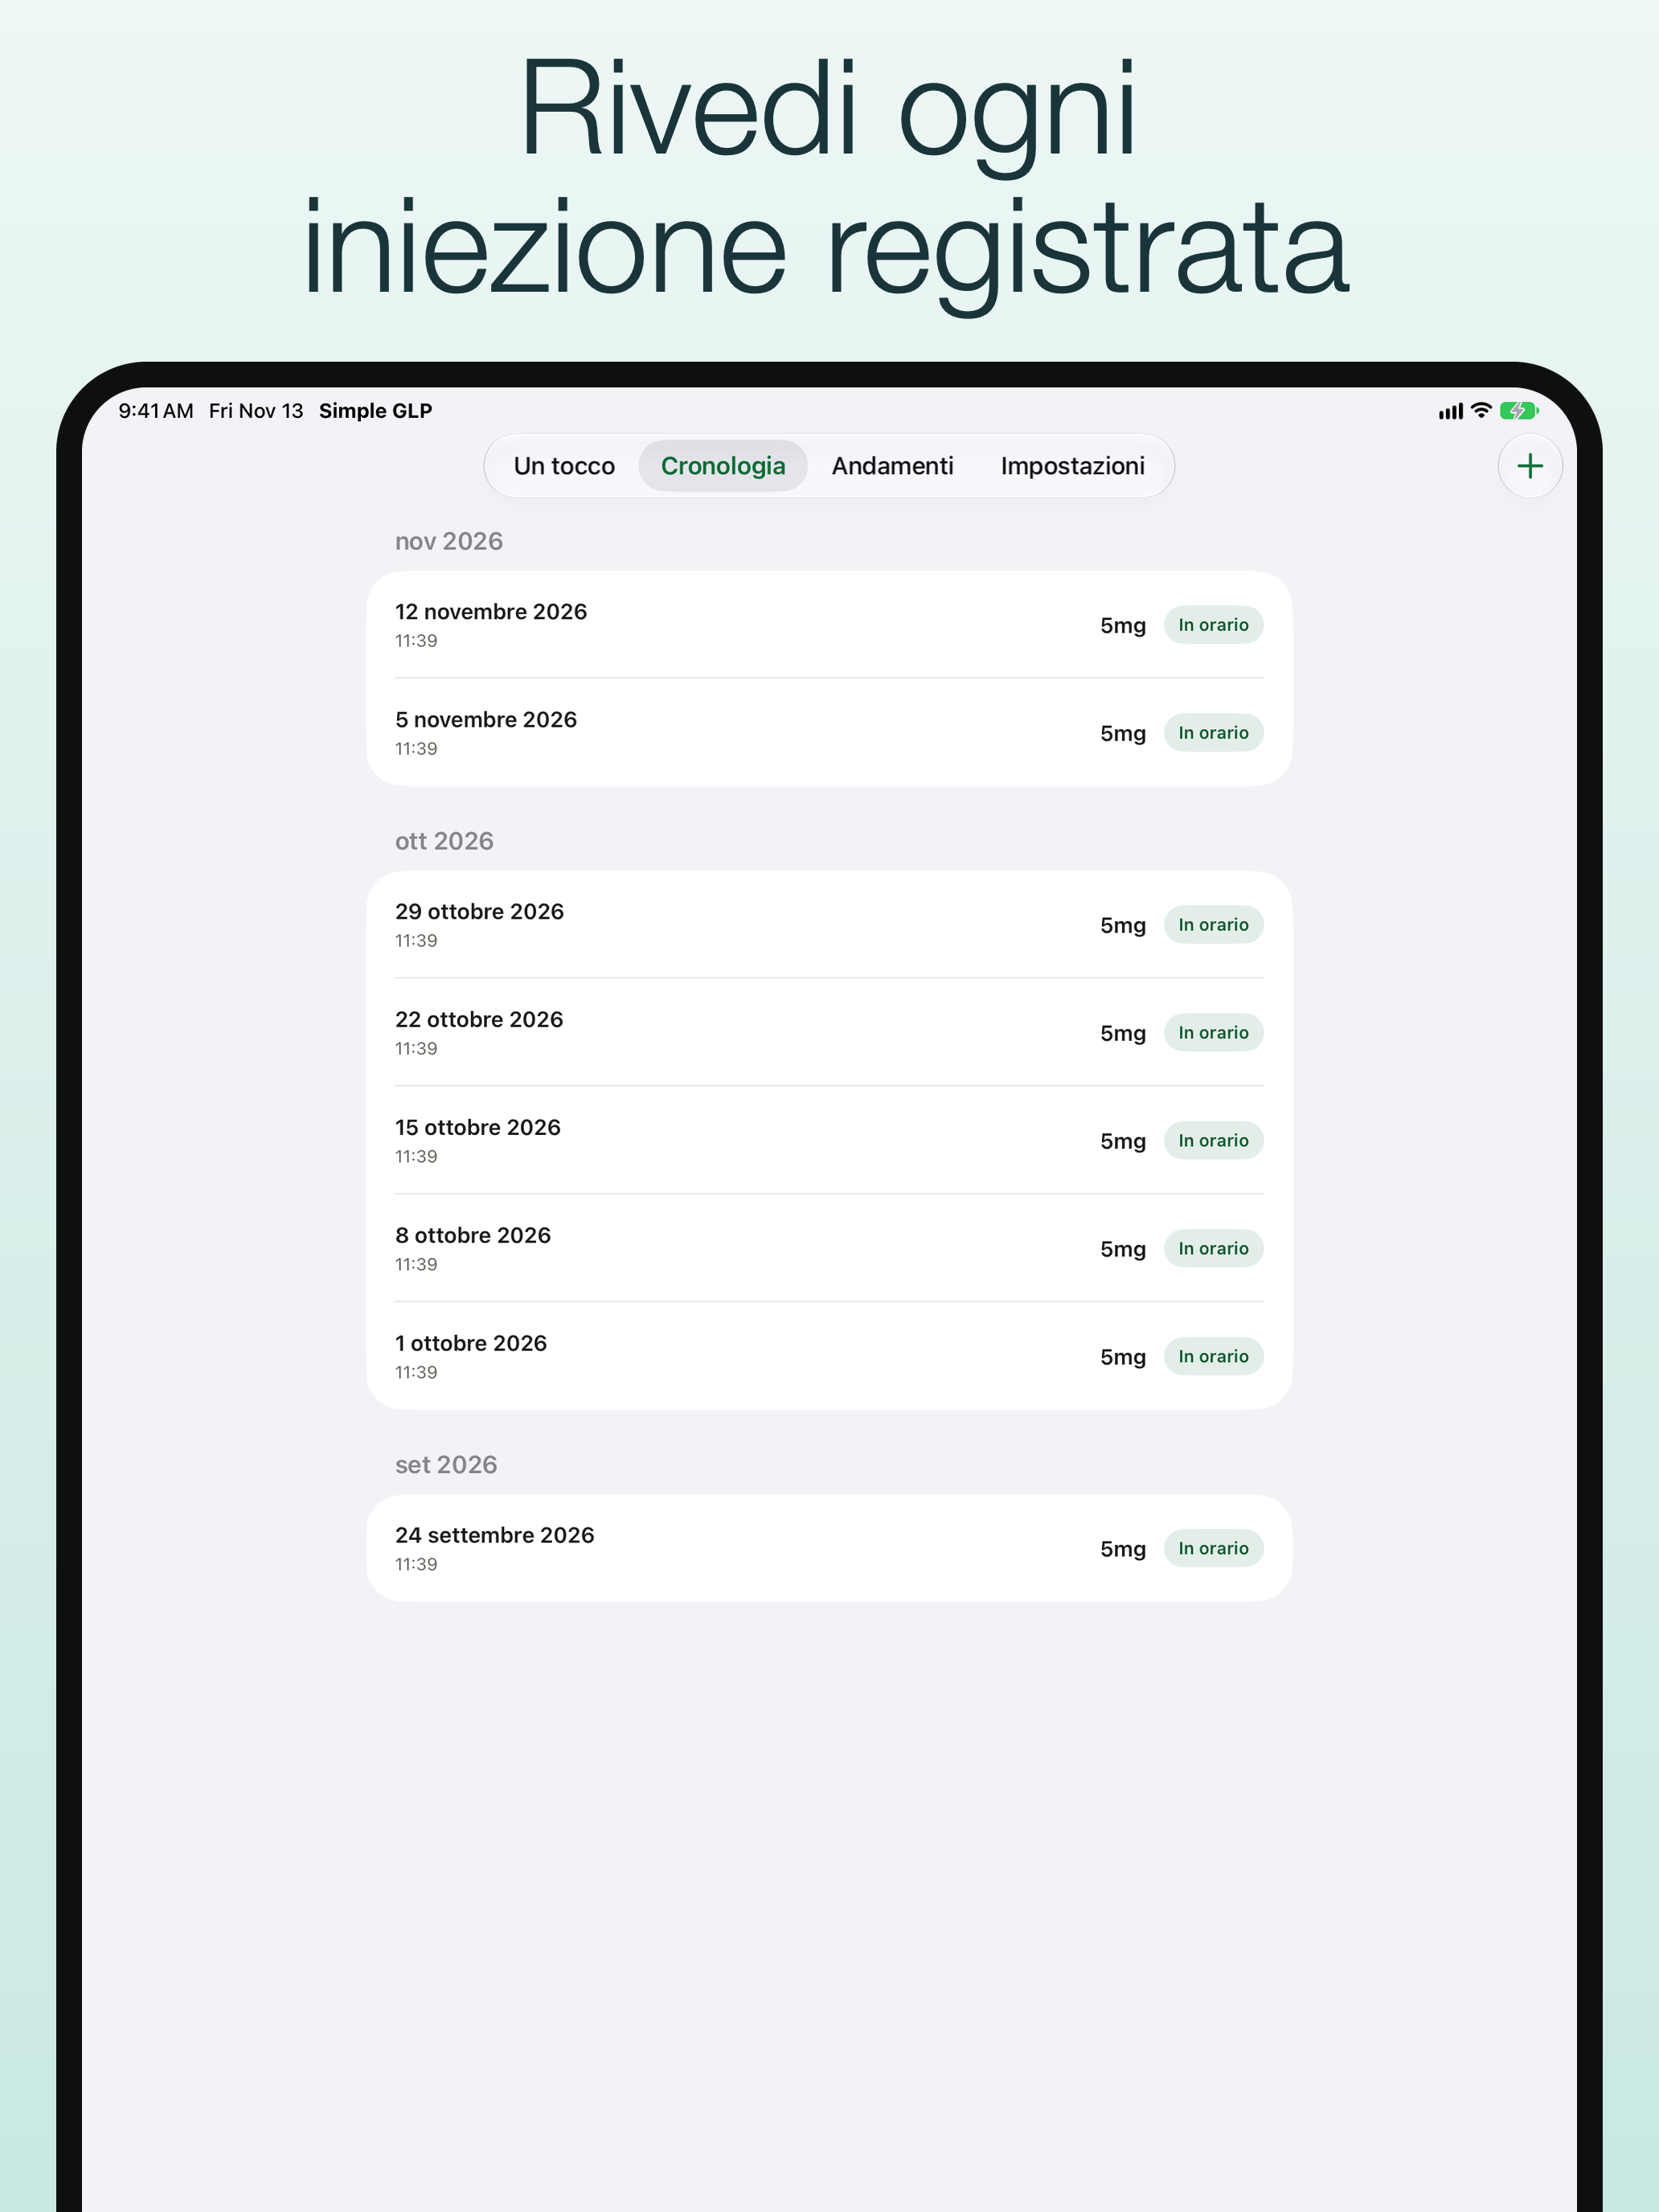 Rivedi ogni
iniezione registrata
9:41 AM Fri Nov 13 Simple GLP
Un tocco Cronologia Andamenti Impostazioni
nov 2026
12 novembre 2026
11:39
5mg In orario
5 novembre 2026
11:39
5mg In orario
ott 2026
29 ottobre 2026
11:39
5mg In orario
22 ottobre 2026
11:39
5mg In orario
15 ottobre 2026
11:39
5mg In orario
8 ottobre 2026
11:39
5mg In orario
1 ottobre 2026
11:39
5mg In orario
set 2026
24 settembre 2026
11:39
5mg In orario